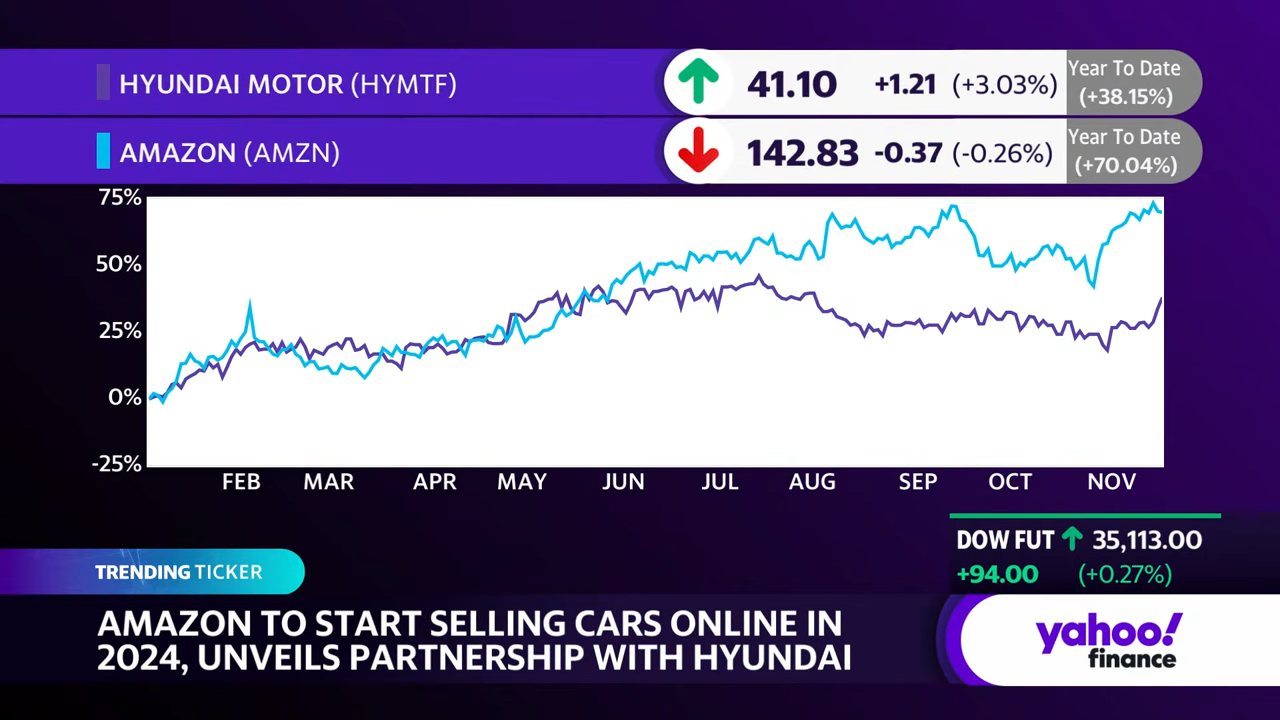 HYUNDAI MOTOR (HYMTF)
41.10 +1.21 (+3.03%)
Year To Date
(+38.15%)
AMAZON (AMZN)
142.83 -0.37 (-0.26%)
Year To Date
(+70.04%)
75%
50%
25%
0%
-25%
FEB MAR APR MAY JUN JUL AUG SEP OCT NOV
DOW FUT 35,113.00
+94.00 (+0.27%)
TRENDING TICKER
AMAZON TO START SELLING CARS ONLINE IN
2024, UNVEILS PARTNERSHIP WITH HYUNDAI
yahoo!
finance